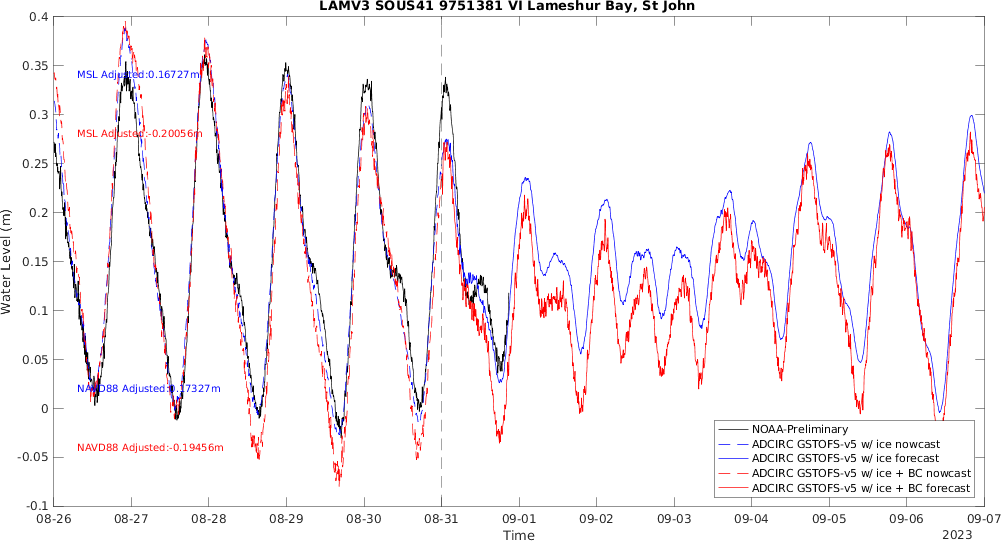 LAMV3 SOUS41 9751381 VI Lameshur Bay, St John
0.4
0.35
0.3
0.25
0.2
0.15
0.1
0.05
0
-0.05
-0.1
Water Level (m)
MSL Adjusted:0.16727m
MSL Adjusted:-0.20056m
NAVD88 Adjusted:0.17327m
NAVD88 Adjusted:-0.19456m
NOAA-Preliminary
ADCIRC GSTOFS-v5 w/ ice nowcast
ADCIRC GSTOFS-v5 w/ ice forecast
ADCIRC GSTOFS-v5 w/ ice + BC nowcast
ADCIRC GSTOFS-v5 w/ ice + BC forecast
08-26 08-27 08-28 08-29 08-30 08-31 09-01 09-02 09-03 09-04 09-05 09-06 09-07
Time
2023